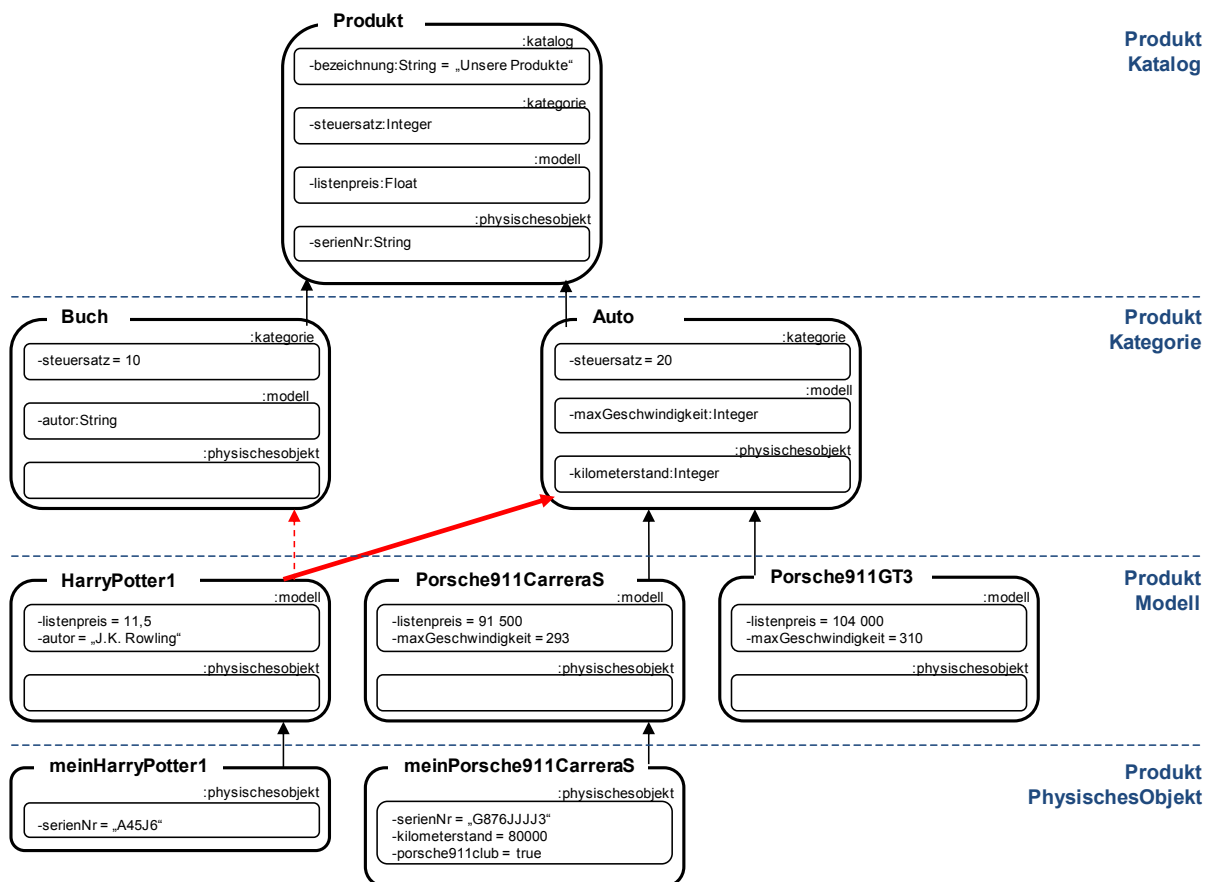 Produkt
:katalog
-bezeichnung:String = „Unsere Produkte“
:kategorie
-steuersatz:Integer
:modell
-listenpreis:Float
:physischesobjekt
-serienNr:String
Produkt
Katalog
Buch
:kategorie
-steuersatz = 10
:modell
-autor:String
:physischesobjekt
Auto
:kategorie
-steuersatz = 20
:modell
-maxGeschwindigkeit:Integer
:physischesobjekt
-kilometerstand:Integer
Produkt
Kategorie
HarryPotter1
:modell
-listenpreis = 11,5
-autor = „J.K. Rowling“
:physischesobjekt
Porsche911CarreraS
:modell
-listenpreis = 91 500
-maxGeschwindigkeit = 293
:physischesobjekt
Porsche911GT3
:modell
-listenpreis = 104 000
-maxGeschwindigkeit = 310
:physischesobjekt
Produkt
Modell
meinHarryPotter1
:physischesobjekt
-serienNr = „A45J6“
meinPorsche911CarreraS
:physischesobjekt
-serienNr = „G876JJJJ3“
-kilometerstand = 80000
-porsche911club = true
Produkt
PhysischesObjekt